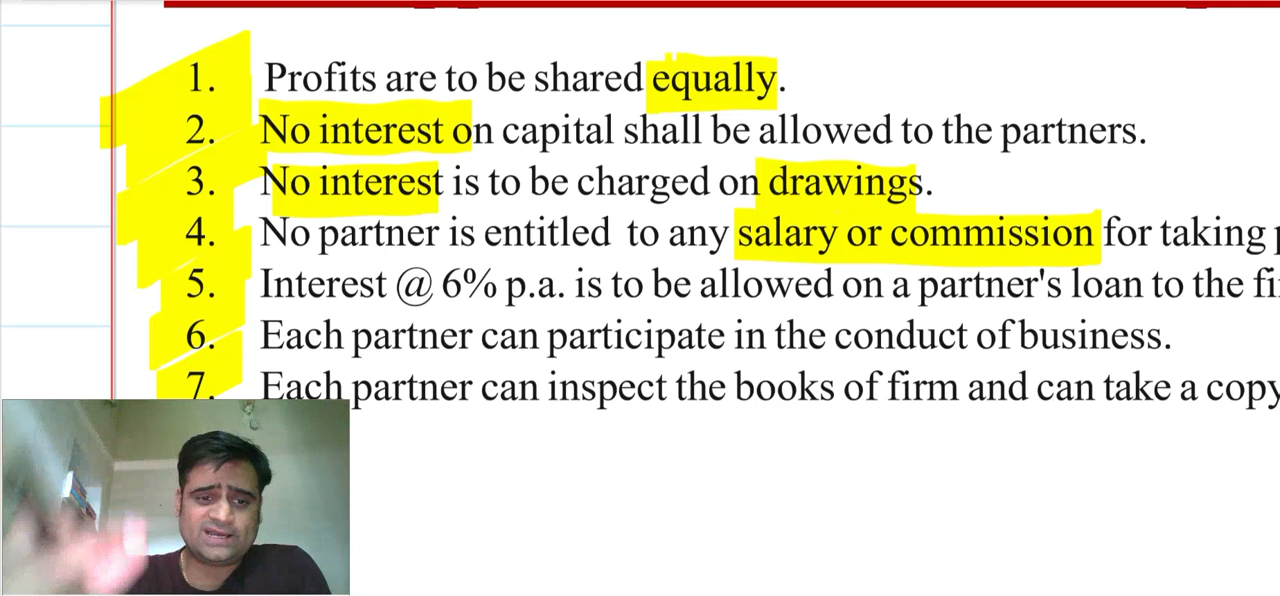 1. Profits are to be shared equally.
2. No interest on capital shall be allowed to the partners.
3. No interest is to be charged on drawings.
4. No partner is entitled to any salary or commission for taking
5. Interest @ 6% p.a. is to be allowed on a partner's loan to the
6. Each partner can participate in the conduct of business.
7. Each partner can inspect the books of firm and can take a copy